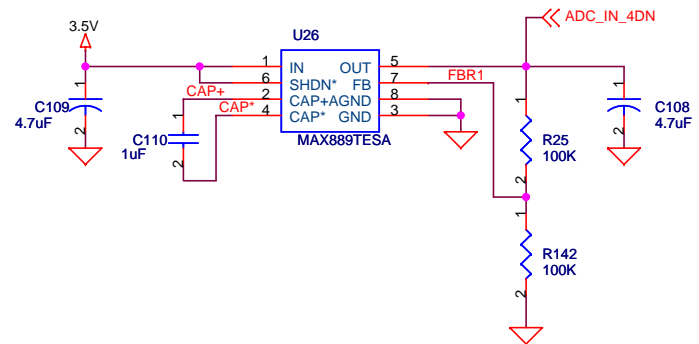 ADC_IN_4DN
3.5V
U26
1 IN OUT 5
6 SHDN* FB 7 FBR1
CAP+ 2 CAP+AGND 8
CAP* 4 CAP* GND 3
MAX889TESA
1
C109
4.7uF
2
1
C110
1uF
2
1
R25
100K
2
1
C108
4.7uF
2
1
R142
100K
2